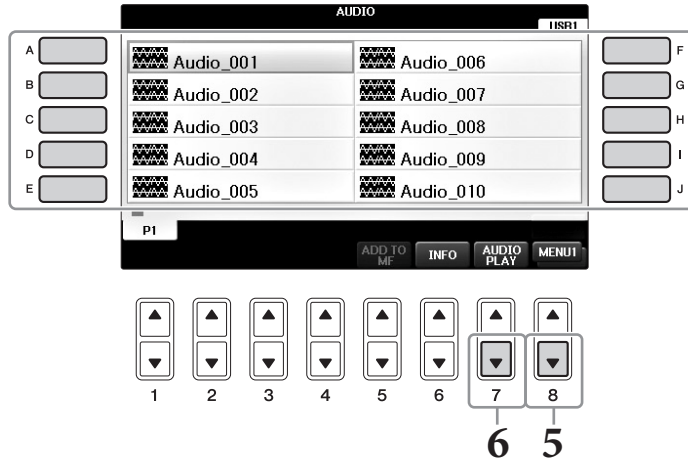 AUDIO
USB1
A
Audio_001
Audio_006
F
B
Audio_002
Audio_007
G
C
Audio_003
Audio_008
H
D
Audio_004
Audio_009
I
E
Audio_005
Audio_010
J
P1
ADD TO MF
INFO
AUDIO PLAY
MENU1
1 2 3 4 5 6 7 8
6 5